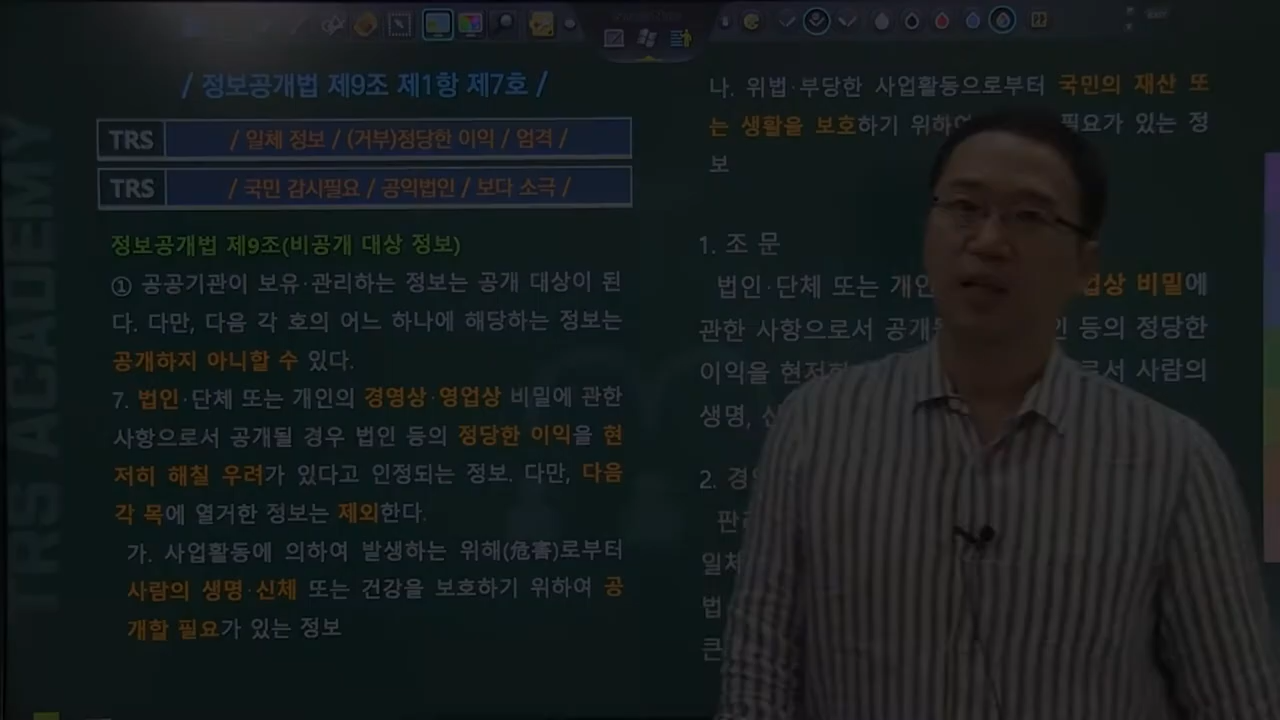 / 정보공개법 제9조 제1항 제7호 /
TRS / 일체 정보 / (거부)정당한 이익 / 엄격 /
TRS / 국민 감시필요 / 공익법인 / 보다 소극 /
정보공개법 제9조(비공개 대상 정보)
① 공공기관이 보유·관리하는 정보는 공개 대상이 된
다. 다만, 다음 각 호의 어느 하나에 해당하는 정보는
공개하지 아니할 수 있다.
7. 법인·단체 또는 개인의 경영상·영업상 비밀에 관한
사항으로서 공개될 경우 법인 등의 정당한 이익을 현
저히 해칠 우려가 있다고 인정되는 정보. 다만, 다음
각 목에 열거한 정보는 제외한다.
가. 사업활동에 의하여 발생하는 위해(危害)로부터
사람의 생명·신체 또는 건강을 보호하기 위하여 공
개할 필요가 있는 정보
나. 위법·부당한 사업활동으로부터 국민의 재산 또
는 생활을 보호하기 위하여 필요가 있는 정
보
1. 조 문
법인·단체 또는 개인 업상 비밀에
관한 사항으로서 공개 인 등의 정당한
이익을 현저히 로서 사람의
생명,
2. 경
판
일체
법
큰
TRS ACADEMY
EXIT